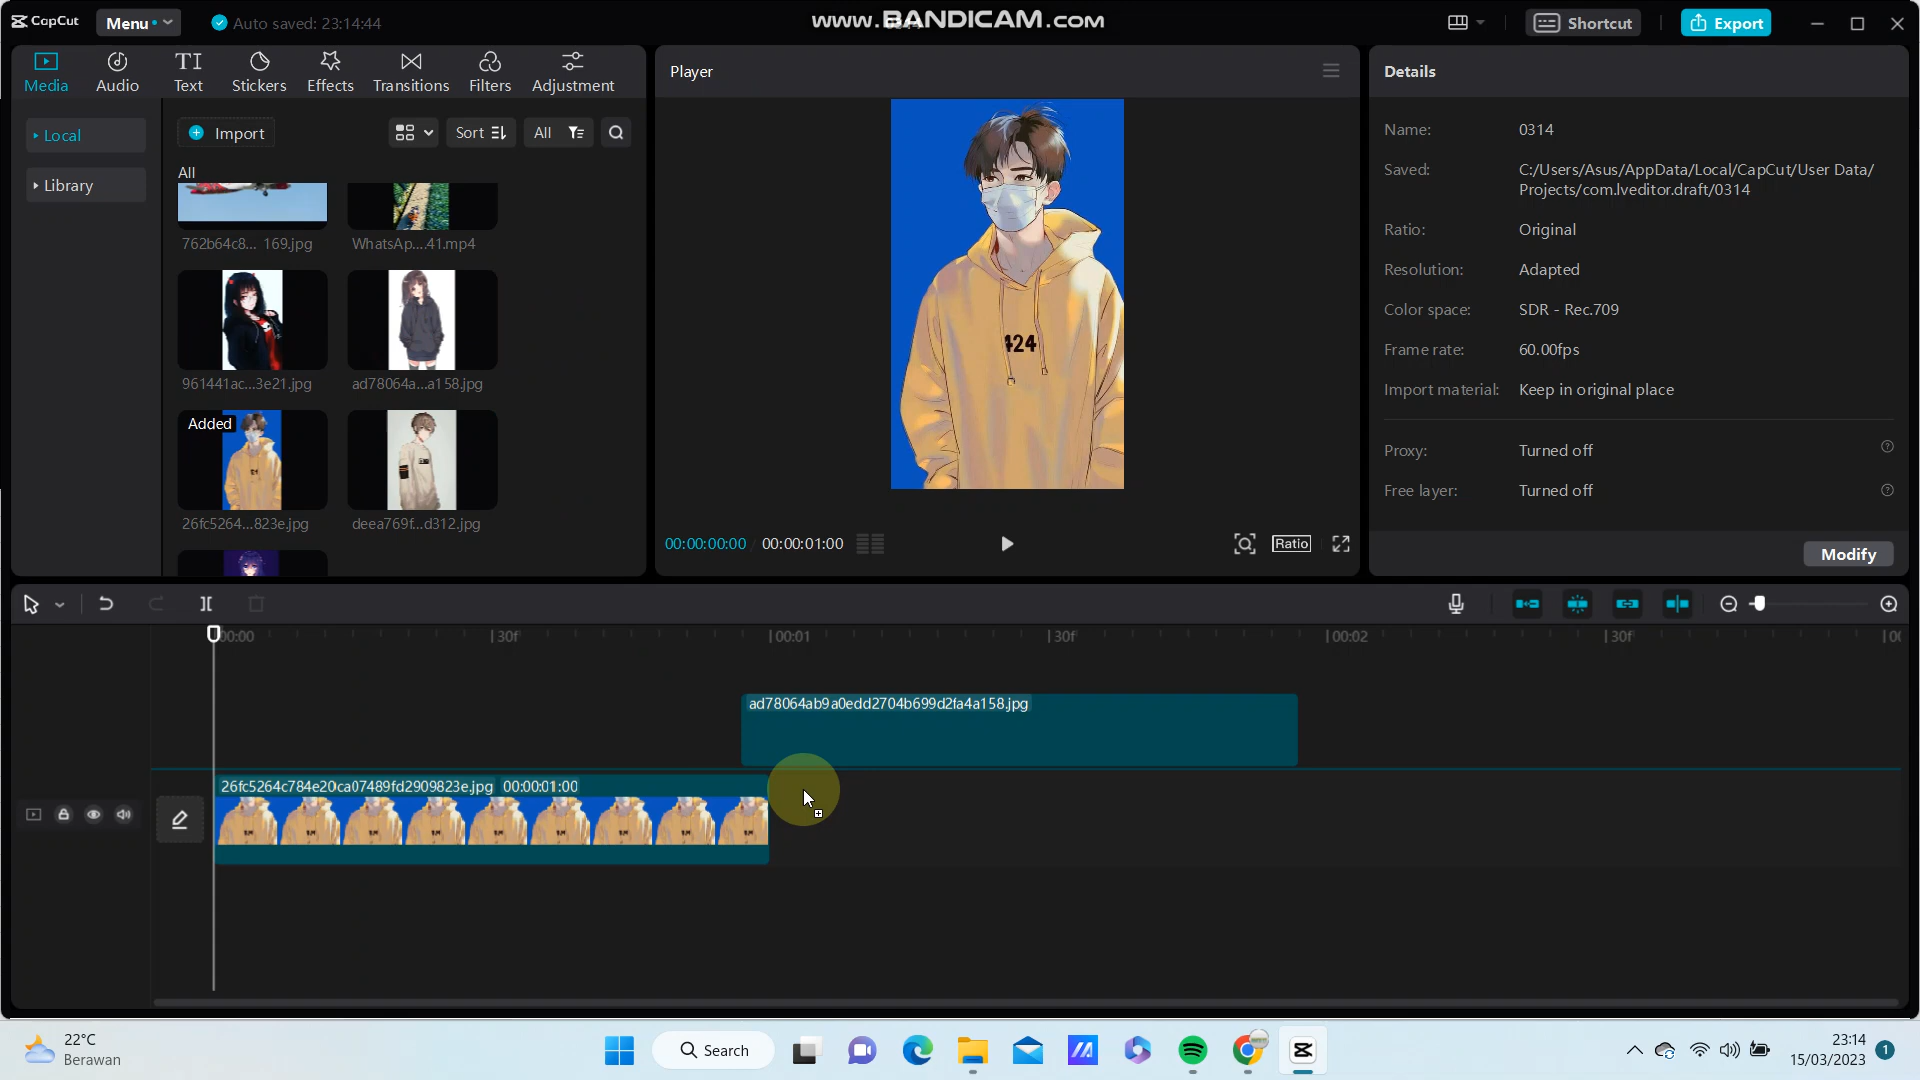 CapCut
Menu
Auto saved: 23:14:44
www.BANDICAM.com
Shortcut
Export
Media
Audio
Text
Stickers
Effects
Transitions
Filters
Adjustment
Local
Library
Import
Sort
All
All
762b64c8... 169.jpg
WhatsAp....41.mp4
961441ac...3e21.jpg
ad78064a...a158.jpg
Added
26fc5264...823e.jpg
deea769f...d312.jpg
Player
424
00:00:00:00
00:00:01:00
Ratio
Details
Name: 0314
Saved: C:/Users/Asus/AppData/Local/CapCut/User Data/
Projects/com.lveditor.draft/0314
Ratio: Original
Resolution: Adapted
Color space: SDR - Rec.709
Frame rate: 60.00fps
Import material: Keep in original place
Proxy: Turned off
Free layer: Turned off
Modify
00:00
30f
00:01
30f
00:02
30f
ad78064ab9a0edd2704b699d2fa4a158.jpg
26fc5264c784e20ca07489fd2909823e.jpg 00:00:01:00
22°C
Berawan
Search
23:14
15/03/2023
1